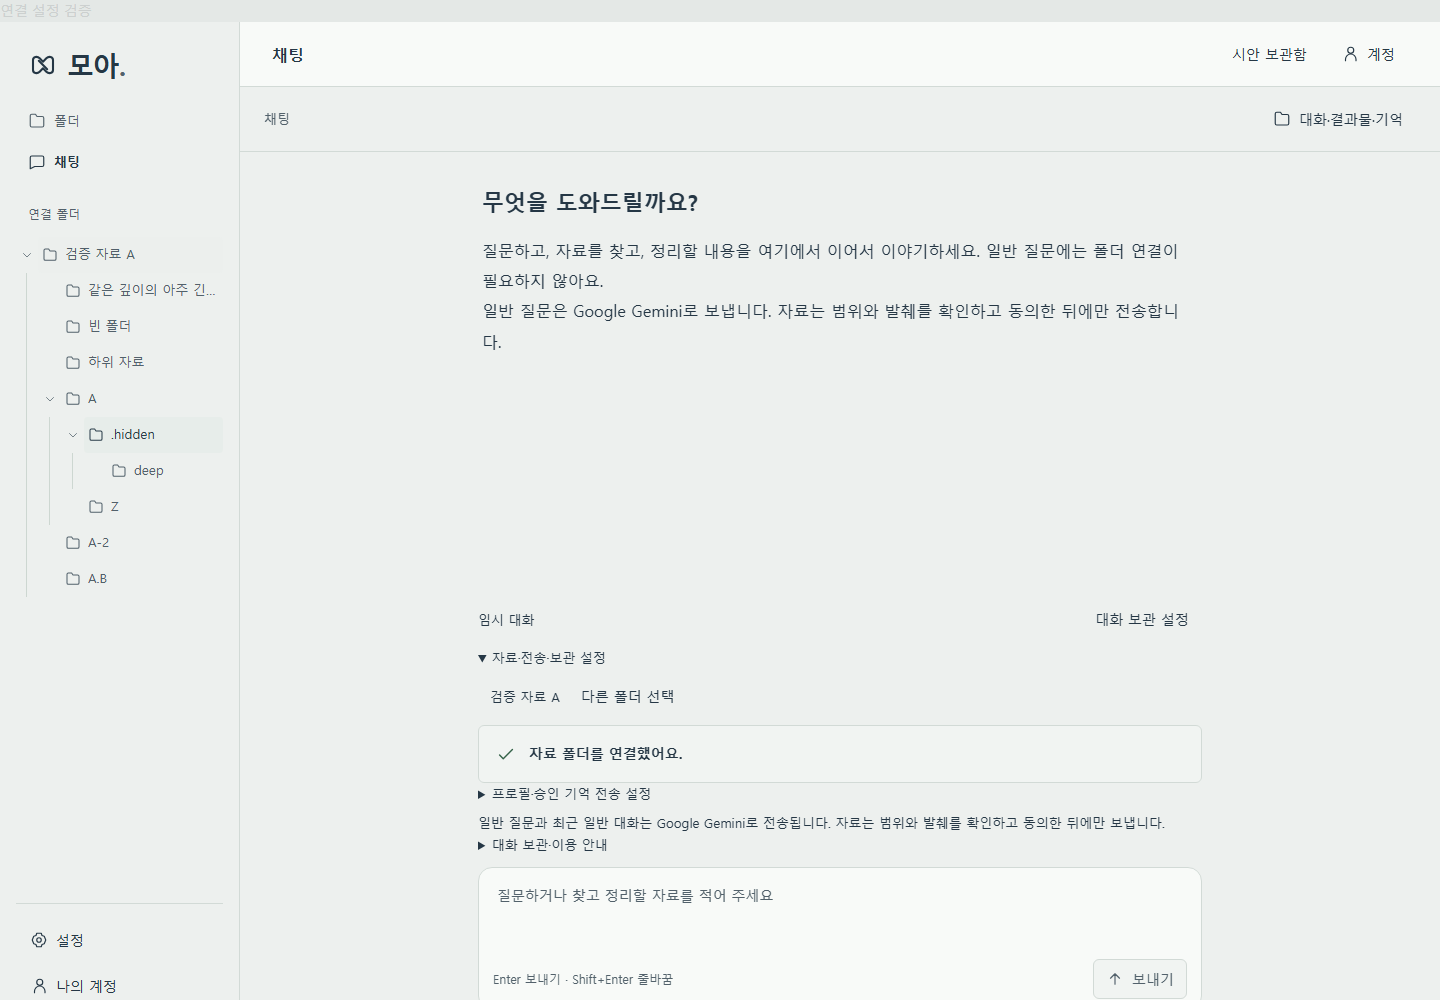 연결 설정 검증
모아.
폴더
채팅
연결 폴더
검증 자료 A
같은 깊이의 아주 긴...
빈 폴더
하위 자료
A
.hidden
deep
Z
A-2
A.B
설정
나의 계정
채팅
시안 보관함
계정
채팅
대화·결과물·기억
무엇을 도와드릴까요?
질문하고, 자료를 찾고, 정리할 내용을 여기에서 이어서 이야기하세요. 일반 질문에는 폴더 연결이
필요하지 않아요.
일반 질문은 Google Gemini로 보냅니다. 자료는 범위와 발췌를 확인하고 동의한 뒤에만 전송합니
다.
임시 대화
대화 보관 설정
자료·전송·보관 설정
검증 자료 A
다른 폴더 선택
자료 폴더를 연결했어요.
프로필·승인 기억 전송 설정
일반 질문과 최근 일반 대화는 Google Gemini로 전송됩니다. 자료는 범위와 발췌를 확인하고 동의한 뒤에만 보냅니다.
대화 보관·이용 안내
질문하거나 찾고 정리할 자료를 적어 주세요
Enter 보내기 · Shift+Enter 줄바꿈
보내기